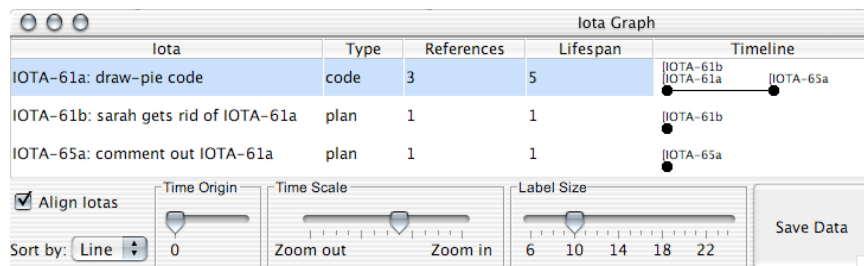 Iota Graph
Iota Type References Lifespan Timeline
IOTA-61a: draw-pie code code 3 5
[IOTA-61b
[IOTA-61a [IOTA-65a
IOTA-61b: sarah gets rid of IOTA-61a plan 1 1 [IOTA-61b
IOTA-65a: comment out IOTA-61a plan 1 1 [IOTA-65a
Align Iotas Time Origin Time Scale Label Size
Save Data
Sort by: Line 0 Zoom out Zoom in 6 10 14 18 22